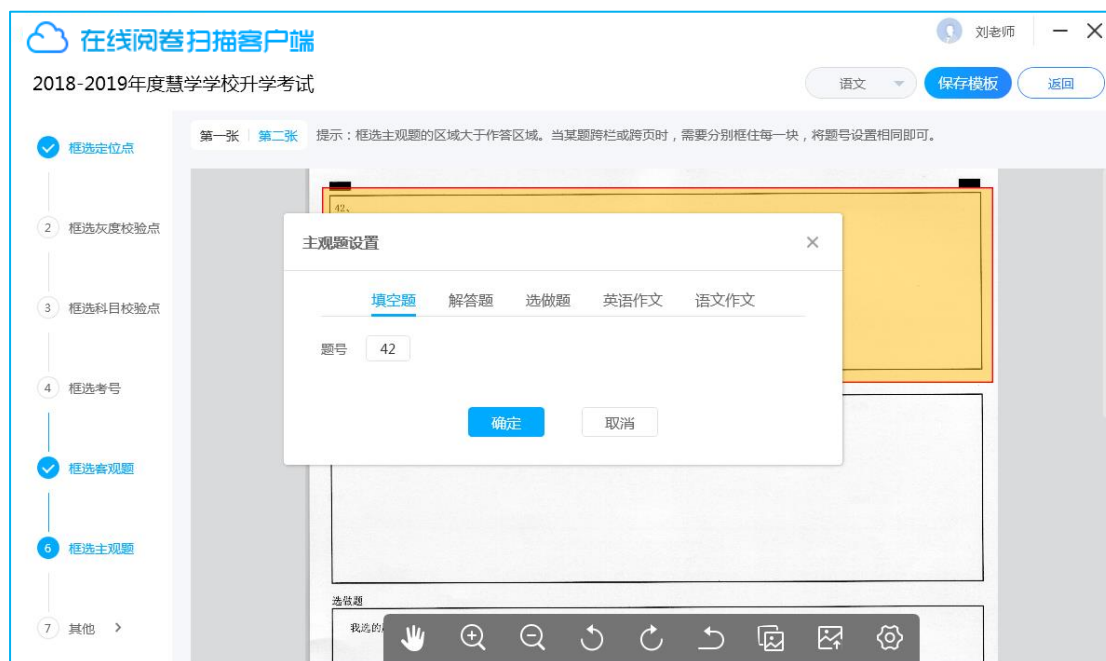 在线阅卷扫描客户端
刘老师
2018-2019年度慧学学校升学考试
语文
保存模板
返回
第一张 第二张 提示：框选主观题的区域大于作答区域。当某题跨栏或跨页时，需要分别框住每一块，将题号设置相同即可。
框选定位点
2 框选灰度校验点
3 框选科目校验点
4 框选考号
框选客观题
6 框选主观题
7 其他
42、
主观题设置
填空题 解答题 选做题 英语作文 语文作文
题号 42
确定 取消
选做题
我选的